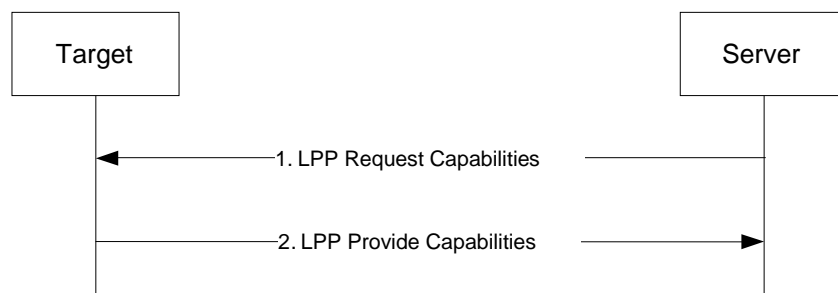 Target
Server
1. LPP Request Capabilities
2. LPP Provide Capabilities